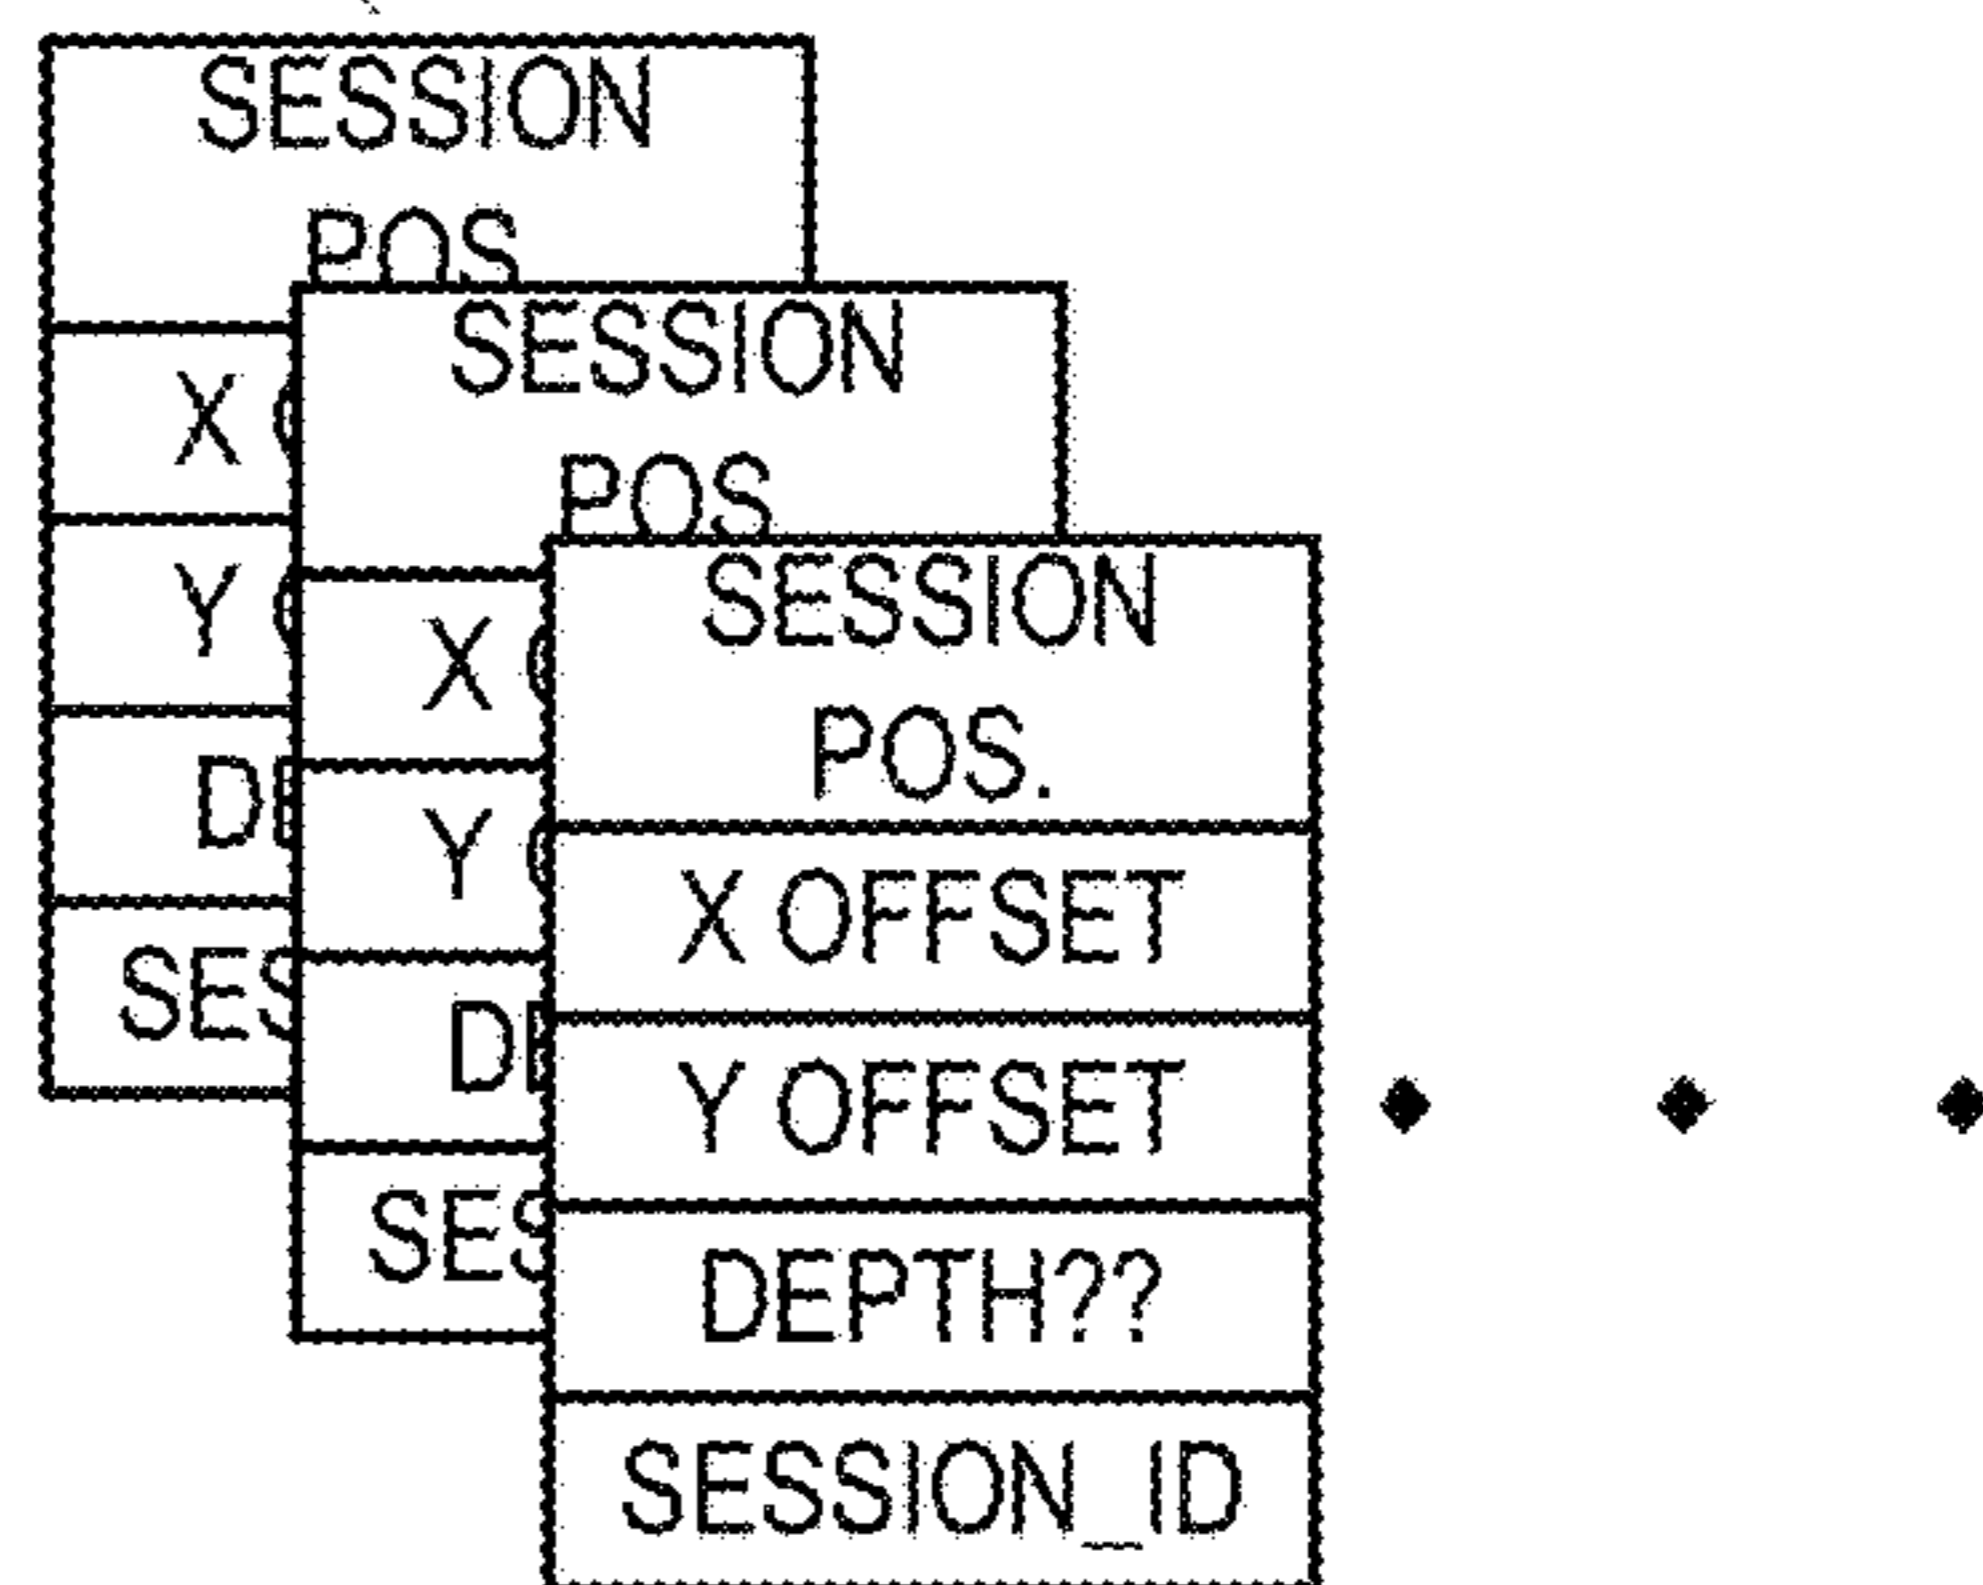 SESSION
POS
X
Y
SESSION
POS
X
Y
SESSION
POS.
X OFFSET
Y OFFSET
DEPTH??
SESSION_ID